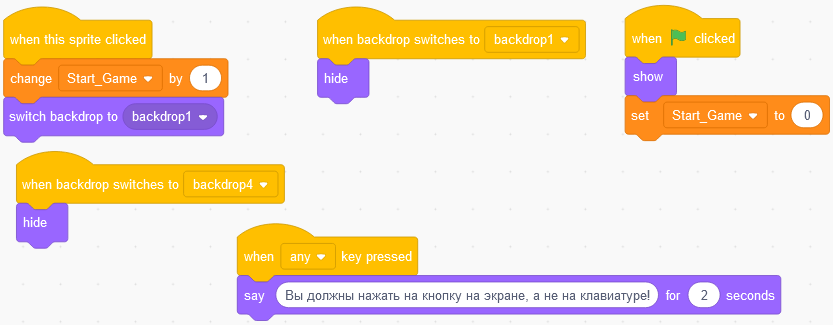 when this sprite clicked
change Start_Game by 1
switch backdrop to backdrop1
when backdrop switches to backdrop1
hide
when clicked
show
set Start_Game to 0
when backdrop switches to backdrop4
hide
when any key pressed
say Вы должны нажать на кнопку на экране, а не на клавиатуре! for 2 seconds